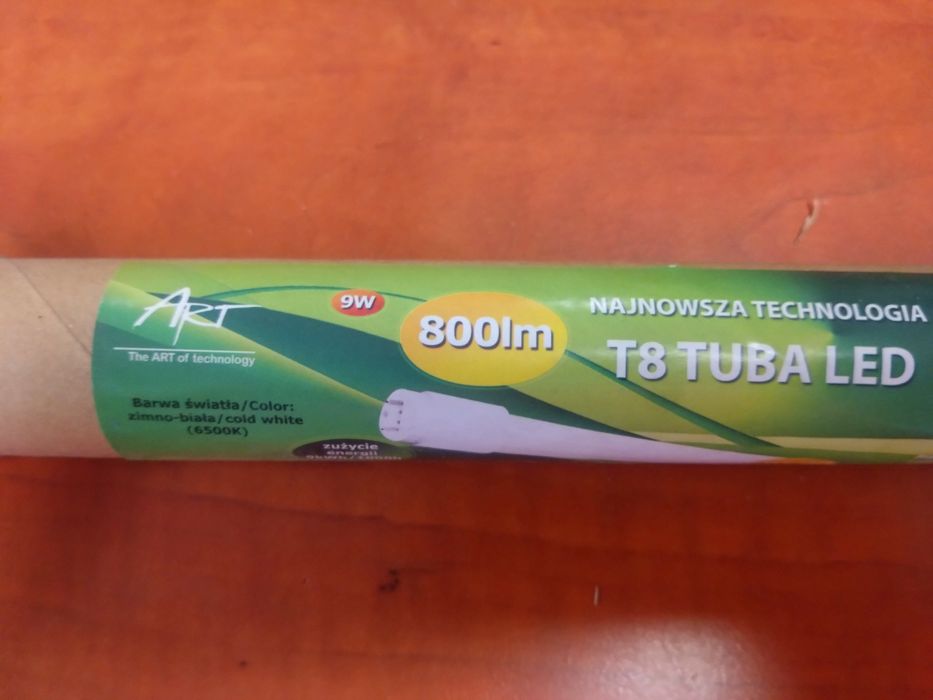 ART
The ART of technology
9W
800lm
NAJNOWSZA TECHNOLOGIA
T8 TUBA LED
Barwa światła/Color:
zimno-biała/cold white
(6500K)
zużycie
energii